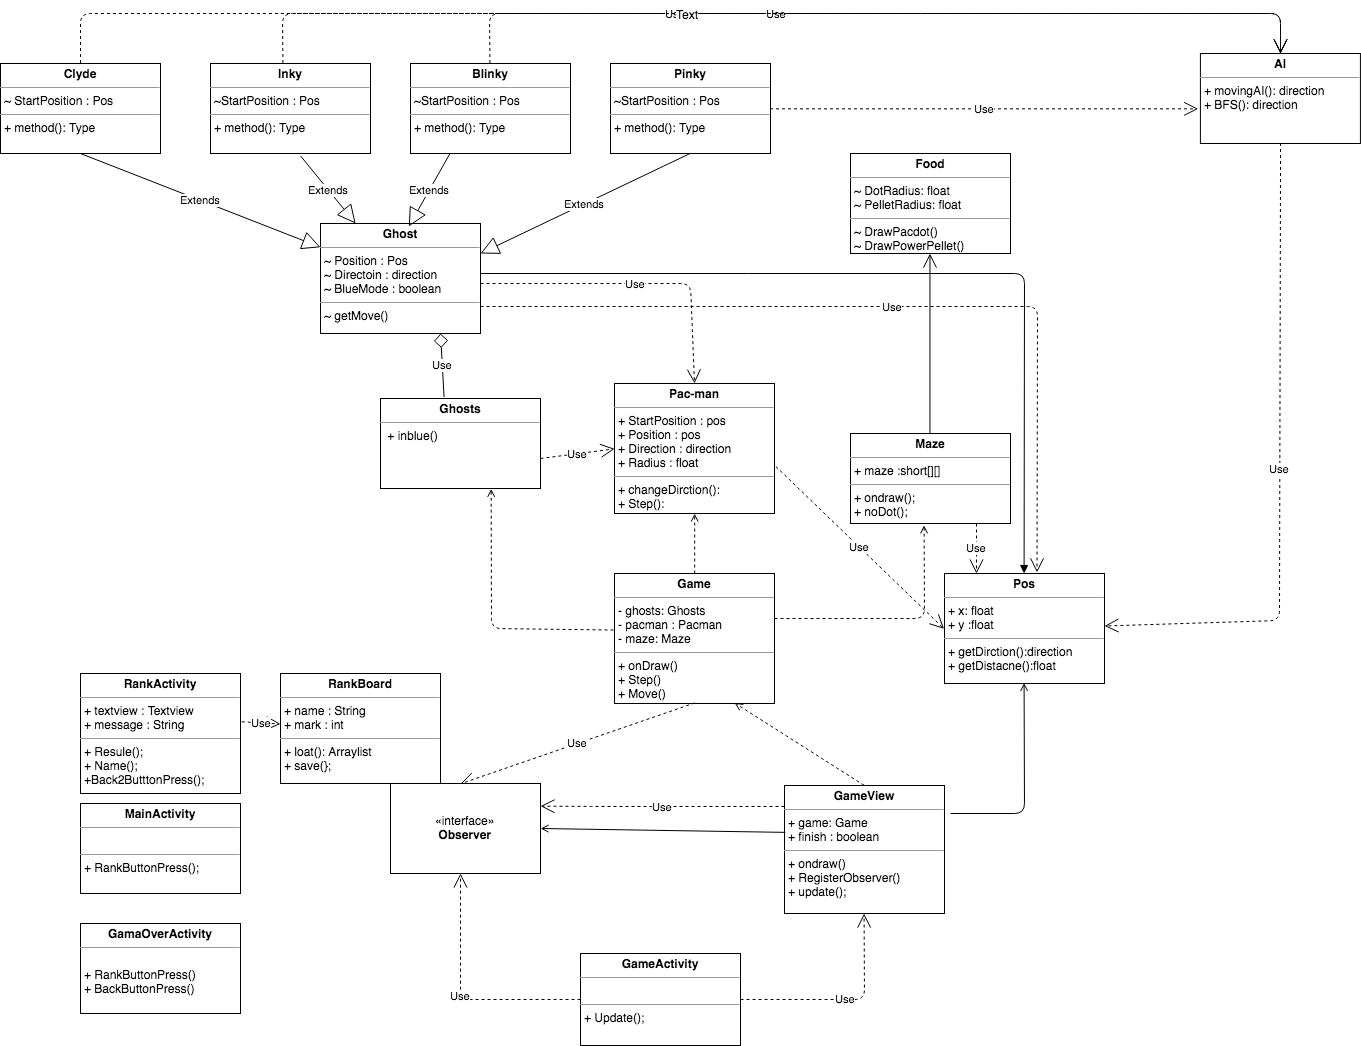 UsText
Use
Clyde
~ StartPosition : Pos
+ method(): Type
Inky
~StartPosition : Pos
+ method(): Type
Blinky
~StartPosition : Pos
+ method(): Type
Pinky
~StartPosition : Pos
+ method(): Type
Use
AI
+ movingAI(): direction
+ BFS(): direction
Extends
Extends
Extends
Extends
Food
~ DotRadius: float
~ PelletRadius: float
~ DrawPacdot()
~ DrawPowerPellet()
Ghost
~ Position : Pos
~ Directoin : direction
~ BlueMode : boolean
~ getMove()
Use
Use
Use
Ghosts
+ inblue()
Use
Pac-man
+ StartPosition : pos
+ Position : pos
+ Direction : direction
+ Radius : float
+ changeDirction():
+ Step():
Maze
+ maze :short[][]
+ ondraw();
+ noDot();
Use
Use
Use
Game
- ghosts: Ghosts
- pacman : Pacman
- maze: Maze
+ onDraw()
+ Step()
+ Move()
Pos
+ x: float
+ y :float
+ getDirction():direction
+ getDistacne():float
RankActivity
+ textview : Textview
+ message : String
+ Resule();
+ Name();
+Back2ButttonPress();
Use
RankBoard
+ name : String
+ mark : int
+ loat(): Arraylist
+ save(};
Use
MainActivity
+ RankButtonPress();
«interface»
Observer
Use
GameView
+ game: Game
+ finish : boolean
+ ondraw()
+ RegisterObserver()
+ update();
GamaOverActivity
+ RankButtonPress()
+ BackButtonPress()
Use
GameActivity
+ Update();
Use